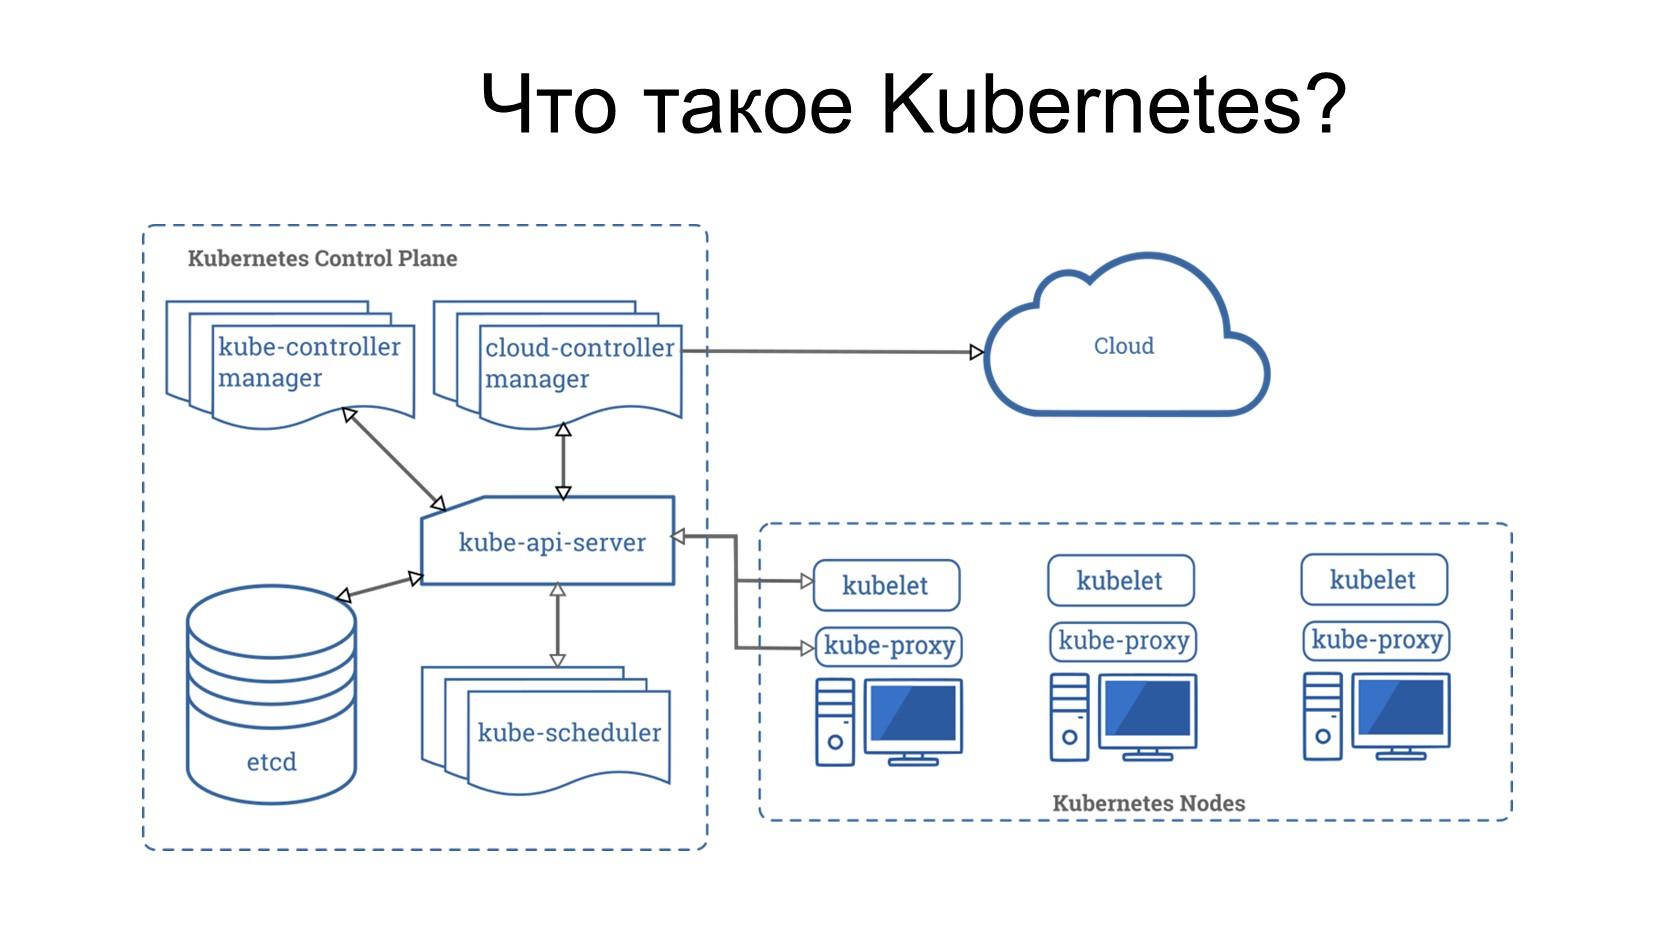 Что такое Kubernetes?
Kubernetes Control Plane
kube-controller
manager
cloud-controller
manager
Cloud
kube-api-server
etcd
kube-scheduler
kubelet
kube-proxy
kubelet
kube-proxy
kubelet
kube-proxy
Kubernetes Nodes